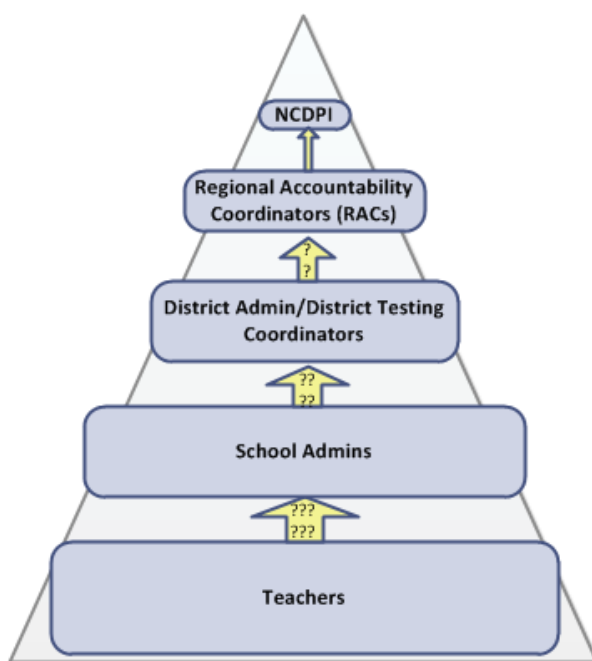 NCDPI
Regional Accountability
Coordinators (RACs)
?
?
District Admin/District Testing
Coordinators
??
??
School Admins
???
???
Teachers